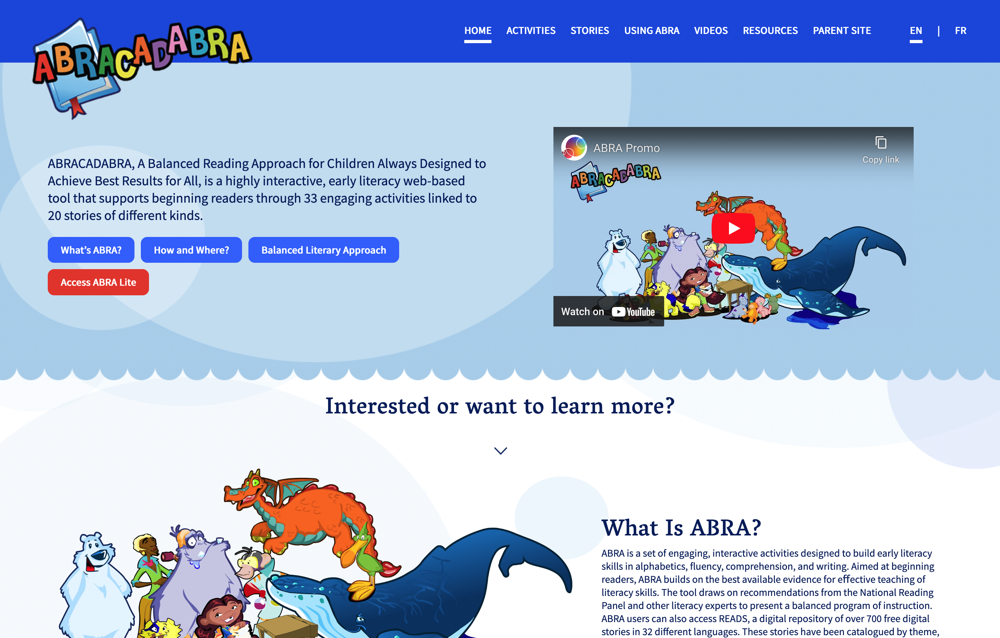 ABRACADABRA
HOME ACTIVITIES STORIES USING ABRA VIDEOS RESOURCES PARENT SITE EN | FR
ABRACADABRA, A Balanced Reading Approach for Children Always Designed to
Achieve Best Results for All, is a highly interactive, early literacy web-based
tool that supports beginning readers through 33 engaging activities linked to
20 stories of different kinds.
What's ABRA? How and Where? Balanced Literary Approach
Access ABRA Lite
ABRA Promo
Copy link
ABRACADABRA
Watch on YouTube
Interested or want to learn more?
What Is ABRA?
ABRA is a set of engaging, interactive activities designed to build early literacy
skills in alphabetics, fluency, comprehension, and writing. Aimed at beginning
readers, ABRA builds on the best available evidence for effective teaching of
literacy skills. The tool draws on recommendations from the National Reading
Panel and other literacy experts to present a balanced program of instruction.
ABRA users can also access READS, a digital repository of over 700 free digital
stories in 32 different languages. These stories have been catalogued by theme,